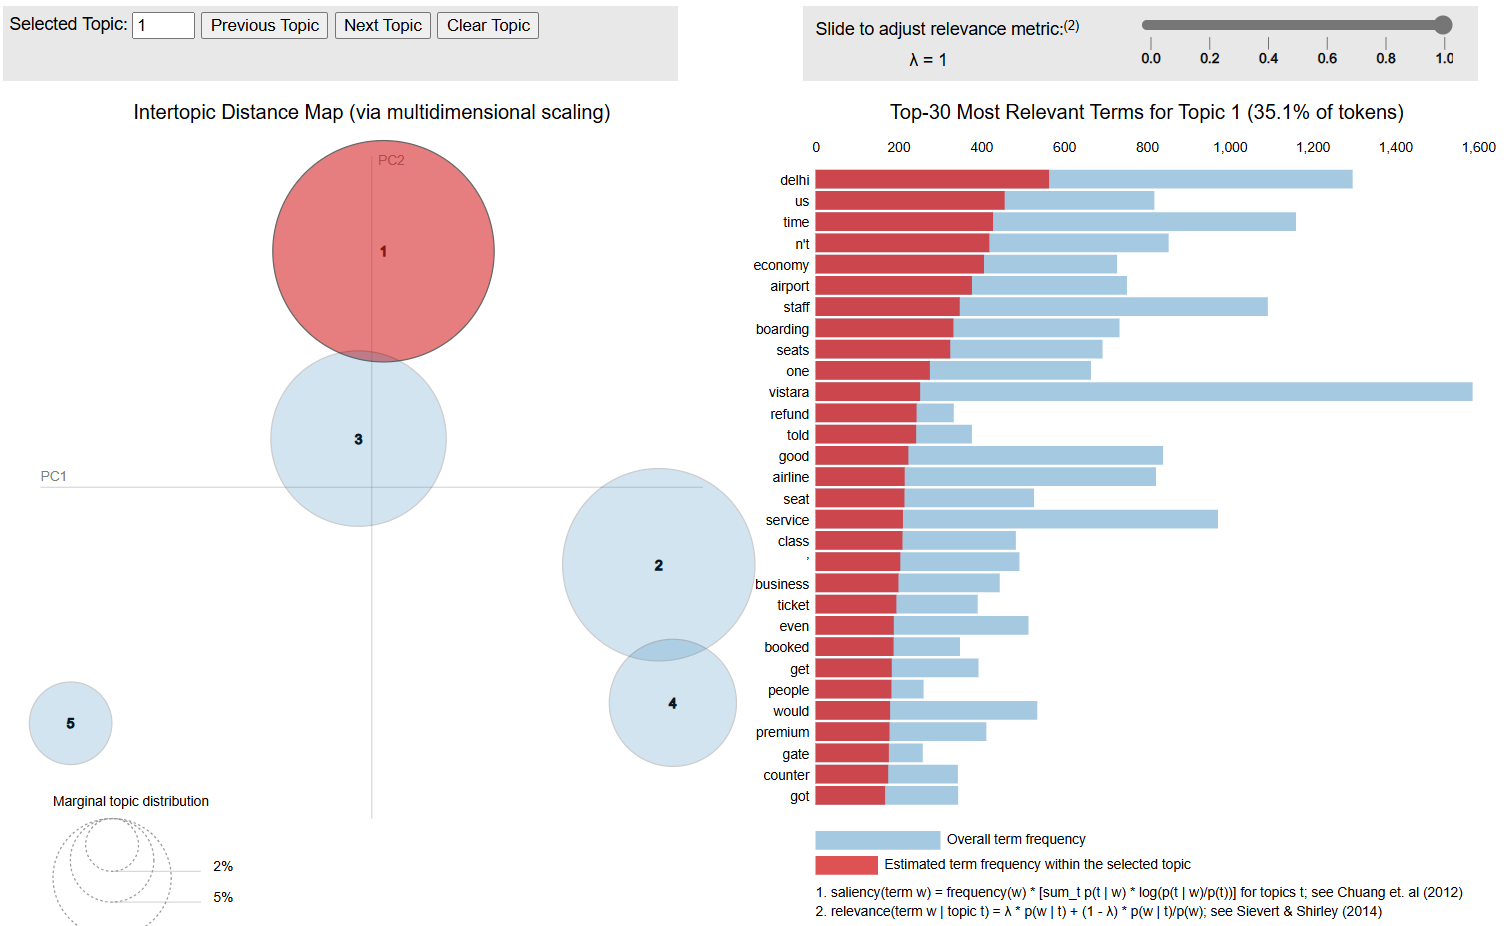 Selected Topic: 1 Previous Topic Next Topic Clear Topic
Slide to adjust relevance metric:(2)
λ = 1
0.0 0.2 0.4 0.6 0.8 1.0
Intertopic Distance Map (via multidimensional scaling)
PC2
PC1
1
3
2
4
5
Marginal topic distribution
2%
5%
Top-30 Most Relevant Terms for Topic 1 (35.1% of tokens)
0 200 400 600 800 1,000 1,200 1,400 1,600
delhi
us
time
n't
economy
airport
staff
boarding
seats
one
vistara
refund
told
good
airline
seat
service
class
’
business
ticket
even
booked
get
people
would
premium
gate
counter
got
Overall term frequency
Estimated term frequency within the selected topic
1. saliency(term w) = frequency(w) * [sum_t p(t | w) * log(p(t | w)/p(t))] for topics t; see Chuang et. al (2012)
2. relevance(term w | topic t) = λ * p(w | t) + (1 - λ) * p(w | t)/p(w); see Sievert & Shirley (2014)